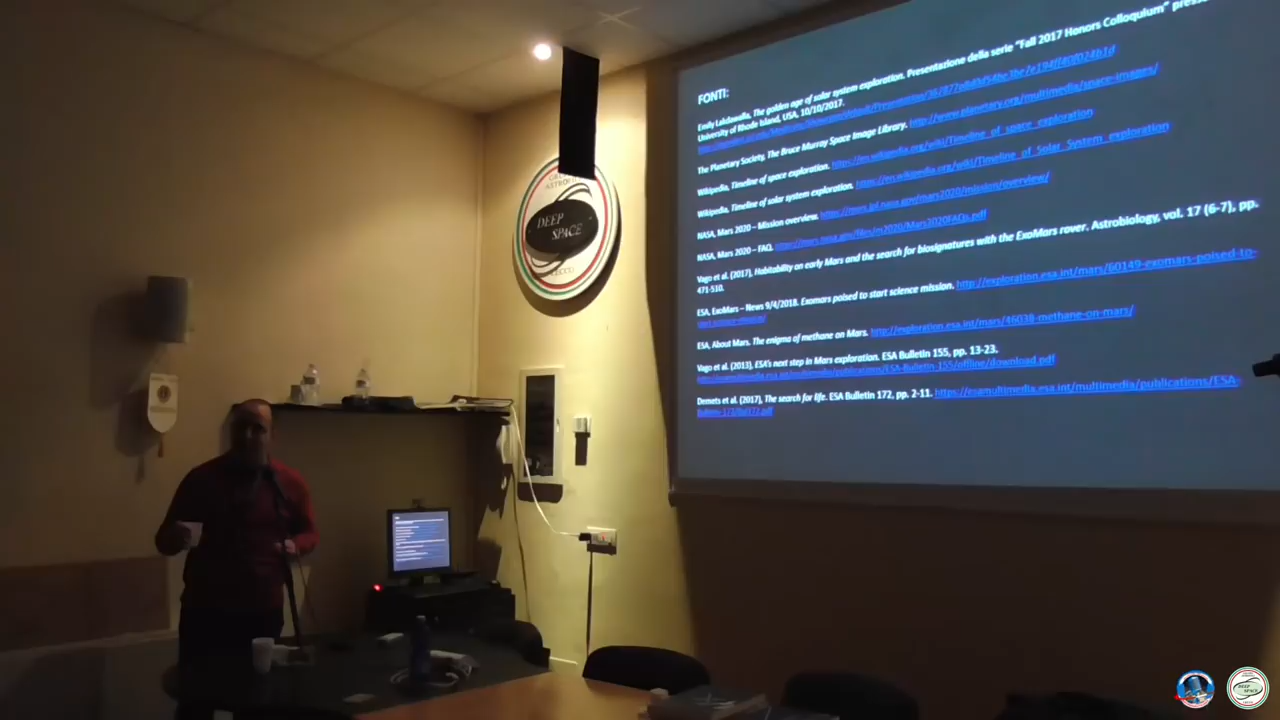 FONTI:
Emily Lakdawalla, The golden age of solar system exploration. Presentazione della serie "Fall 2017 Honors Colloquium" presso
University of Rhode Island, USA, 10/10/2017.
The Planetary Society, The Bruce Murray Space Image Library. http://www.planetary.org/multimedia/space-images/
Wikipedia, Timeline of space exploration. https://en.wikipedia.org/wiki/Timeline_of_space_exploration
Wikipedia, Timeline of solar system exploration. https://en.wikipedia.org/wiki/Timeline_of_Solar_System_exploration
NASA, Mars 2020 – Mission overview. https://mars.jpl.nasa.gov/mars2020/mission/overview/
NASA, Mars 2020 – FAQ.
Vago et al. (2017), Habitability on early Mars and the search for biosignatures with the ExoMars rover. Astrobiology, vol. 17 (6-7), pp.
471-510.
ESA, ExoMars – News 9/4/2018. Exomars poised to start science mission. http://exploration.esa.int/mars/60149-exomars-poised-to-
start-science-mission/
ESA, About Mars. The enigma of methane on Mars. http://exploration.esa.int/mars/46038-methane-on-mars/
Vago et al. (2013), ESA's next step in Mars exploration. ESA Bulletin 155, pp. 13-23.
Demets et al. (2017), The search for life. ESA Bulletin 172, pp. 2-11. https://esamultimedia.esa.int/multimedia/publications/ESA-
DEEP
SPACE
LECCO
DEEP
SPACE